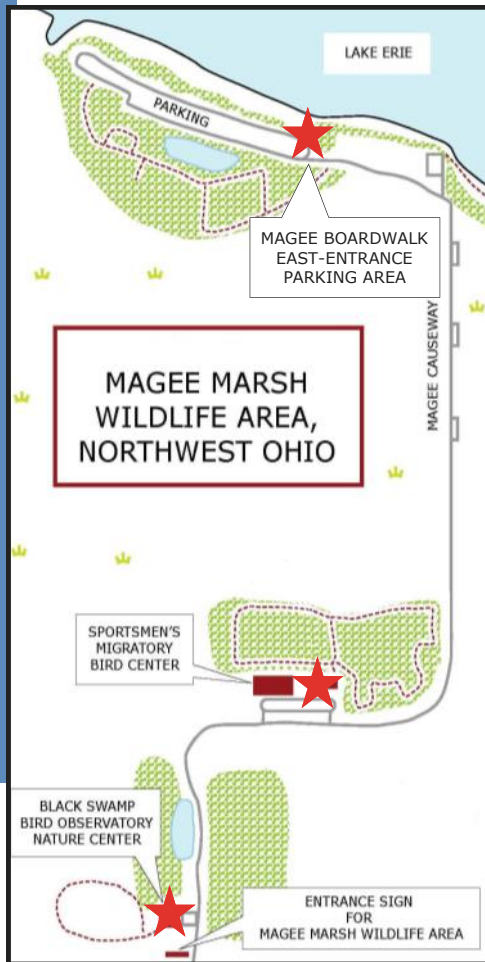 LAKE ERIE
PARKING
MAGEE BOARDWALK
EAST-ENTRANCE
PARKING AREA
MAGEE CAUSEWAY
MAGEE MARSH
WILDLIFE AREA,
NORTHWEST OHIO
SPORTSMEN'S
MIGRATORY
BIRD CENTER
BLACK SWAMP
BIRD OBSERVATORY
NATURE CENTER
ENTRANCE SIGN
FOR
MAGEE MARSH WILDLIFE AREA